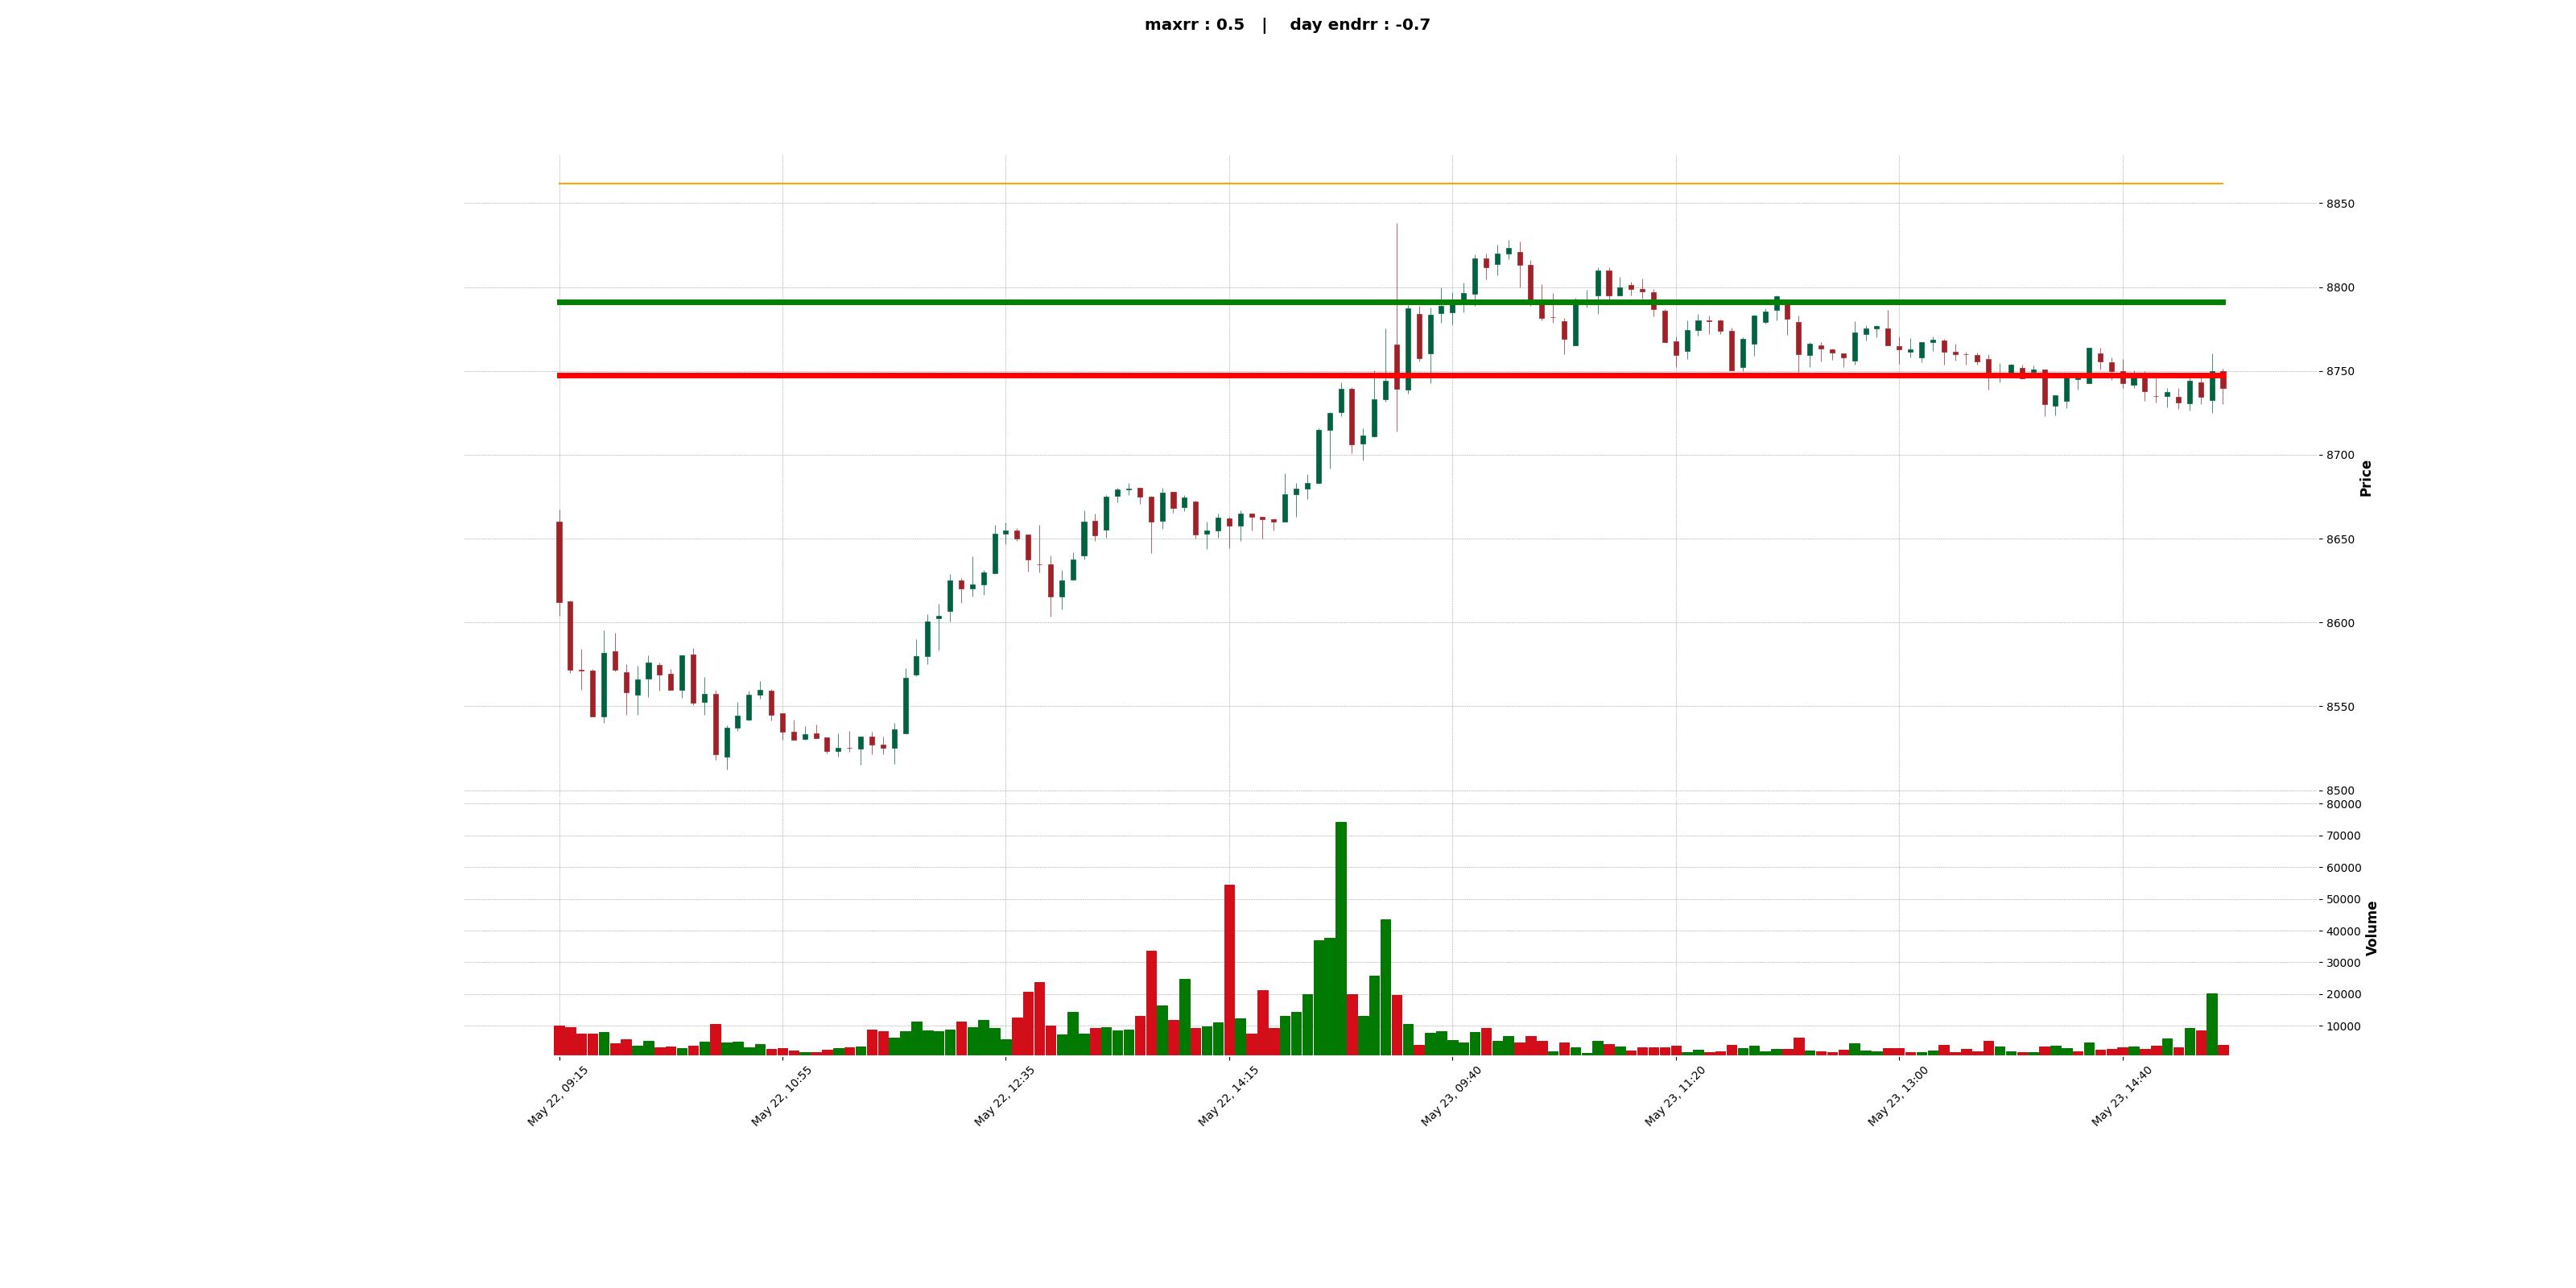 maxrr : 0.5   |    day endrr : -0.7
8850
8800
8750
8700
8650
8600
8550
8500
Price
80000
70000
60000
50000
40000
30000
20000
10000
Volume
May 22, 09:15
May 22, 10:55
May 22, 12:35
May 22, 14:15
May 23, 09:40
May 23, 11:20
May 23, 13:00
May 23, 14:40